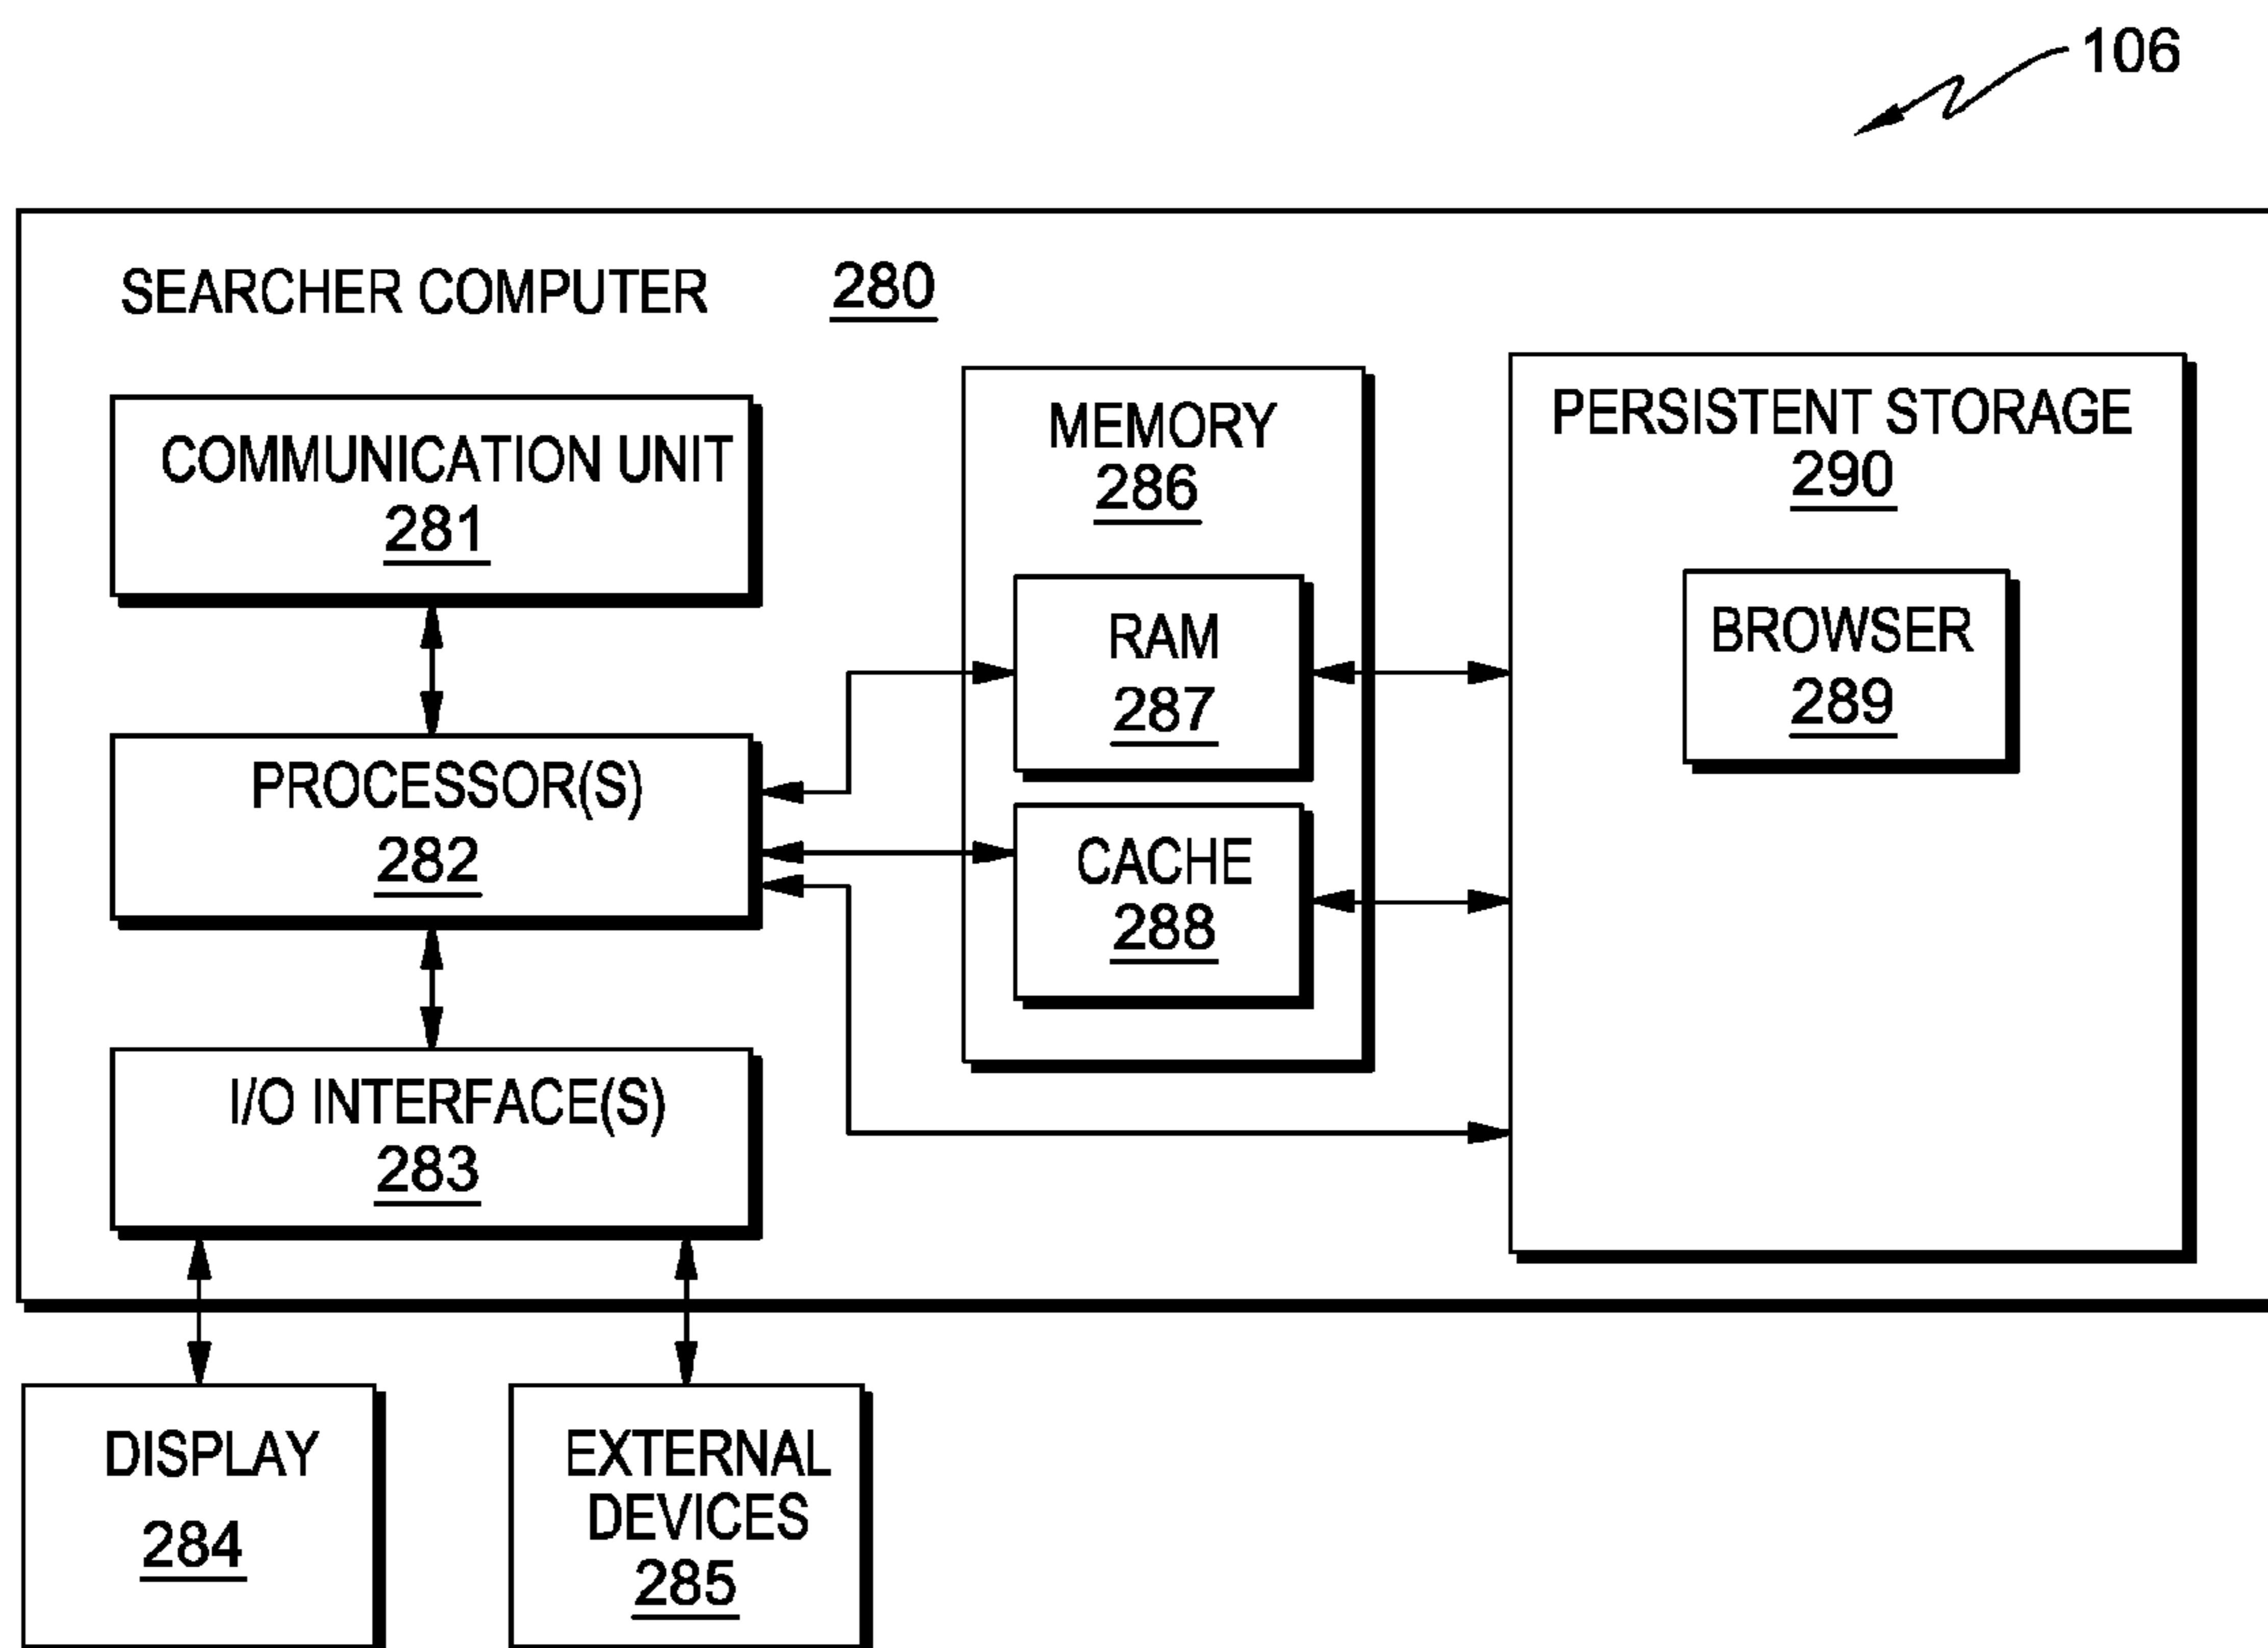 106
SEARCHER COMPUTER 280
COMMUNICATION UNIT
281
PROCESSOR(S)
282
I/O INTERFACE(S)
283
MEMORY
286
RAM
287
CACHE
288
PERSISTENT STORAGE
290
BROWSER
289
DISPLAY
284
EXTERNAL
DEVICES
285